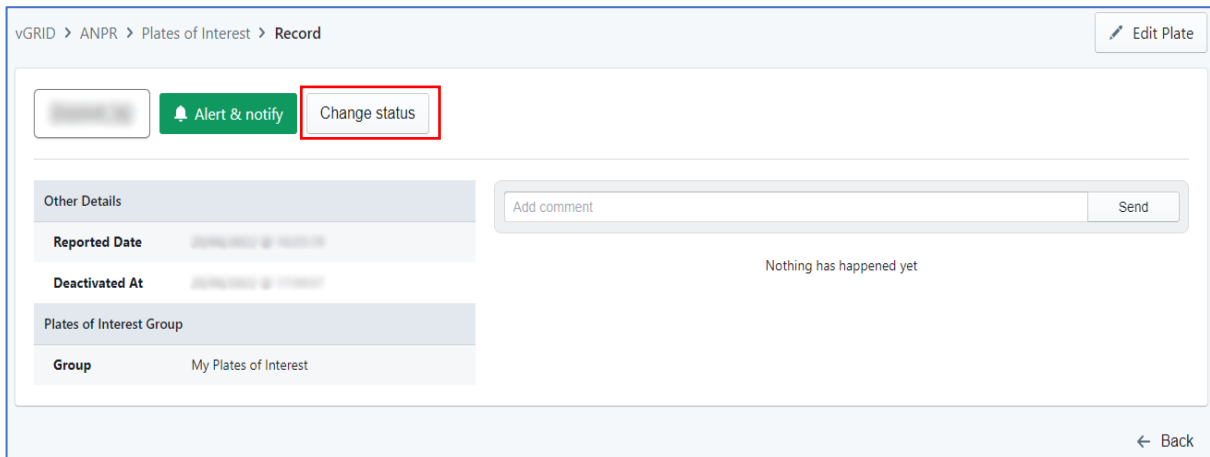 vGRID > ANPR > Plates of Interest > Record
Edit Plate
Alert & notify
Change status
Other Details
Reported Date
Deactivated At
Plates of Interest Group
Group My Plates of Interest
Add comment
Send
Nothing has happened yet
← Back